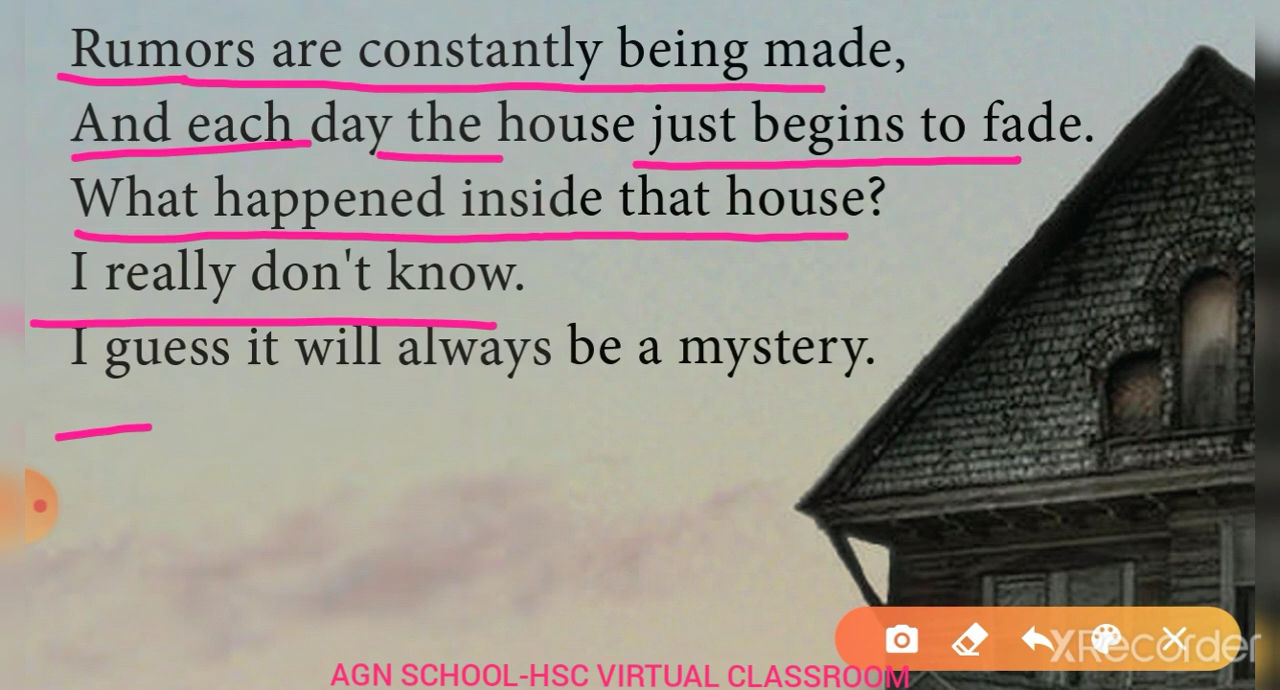 Rumors are constantly being made,
And each day the house just begins to fade.
What happened inside that house?
I really don't know.
I guess it will always be a mystery.
XRecorder
AGN SCHOOL-HSC VIRTUAL CLASSROOM